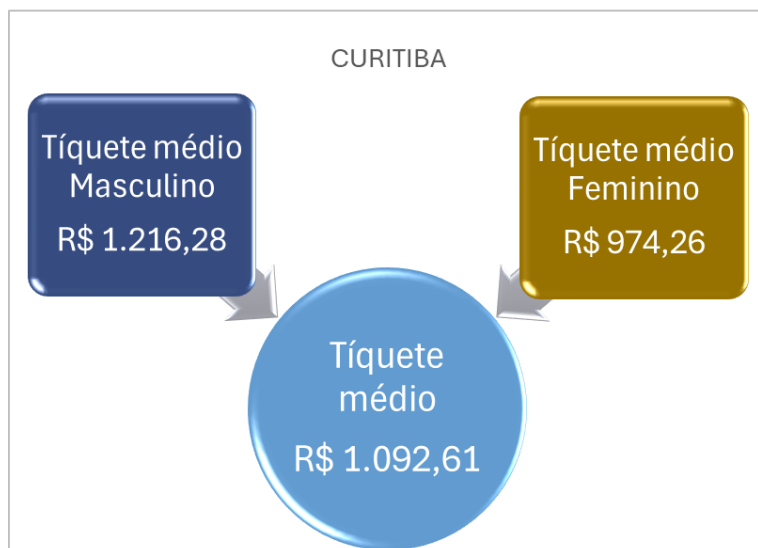 CURITIBA
Tíquete médio
Masculino
R$ 1.216,28
Tíquete médio
Feminino
R$ 974,26
Tíquete
médio
R$ 1.092,61